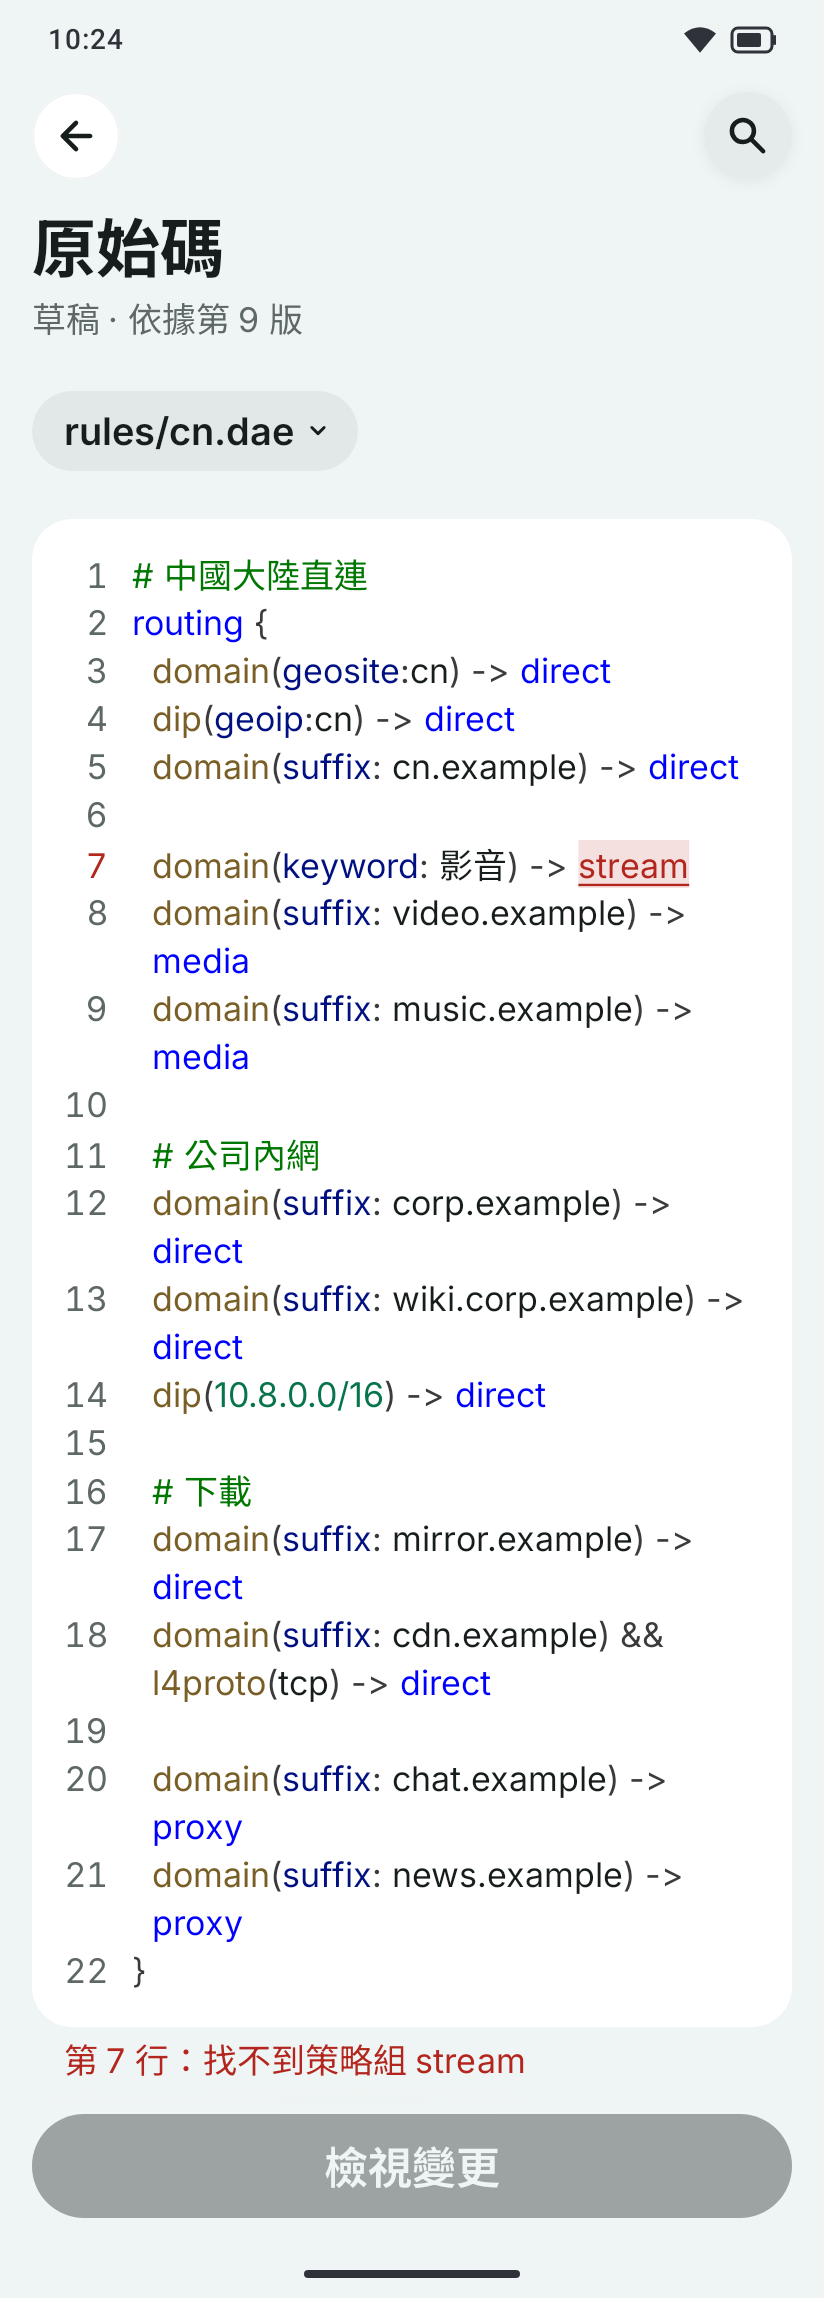 10:24
原始碼
草稿 · 依據第 9 版
rules/cn.dae
1 # 中國大陸直連
2 routing {
3 domain(geosite:cn) -> direct
4 dip(geoip:cn) -> direct
5 domain(suffix: cn.example) -> direct
6
7 domain(keyword: 影音) -> stream
8 domain(suffix: video.example) ->
media
9 domain(suffix: music.example) ->
media
10
11 # 公司內網
12 domain(suffix: corp.example) ->
direct
13 domain(suffix: wiki.corp.example) ->
direct
14 dip(10.8.0.0/16) -> direct
15
16 # 下載
17 domain(suffix: mirror.example) ->
direct
18 domain(suffix: cdn.example) &&
l4proto(tcp) -> direct
19
20 domain(suffix: chat.example) ->
proxy
21 domain(suffix: news.example) ->
proxy
22 }
第 7 行：找不到策略組 stream
檢視變更